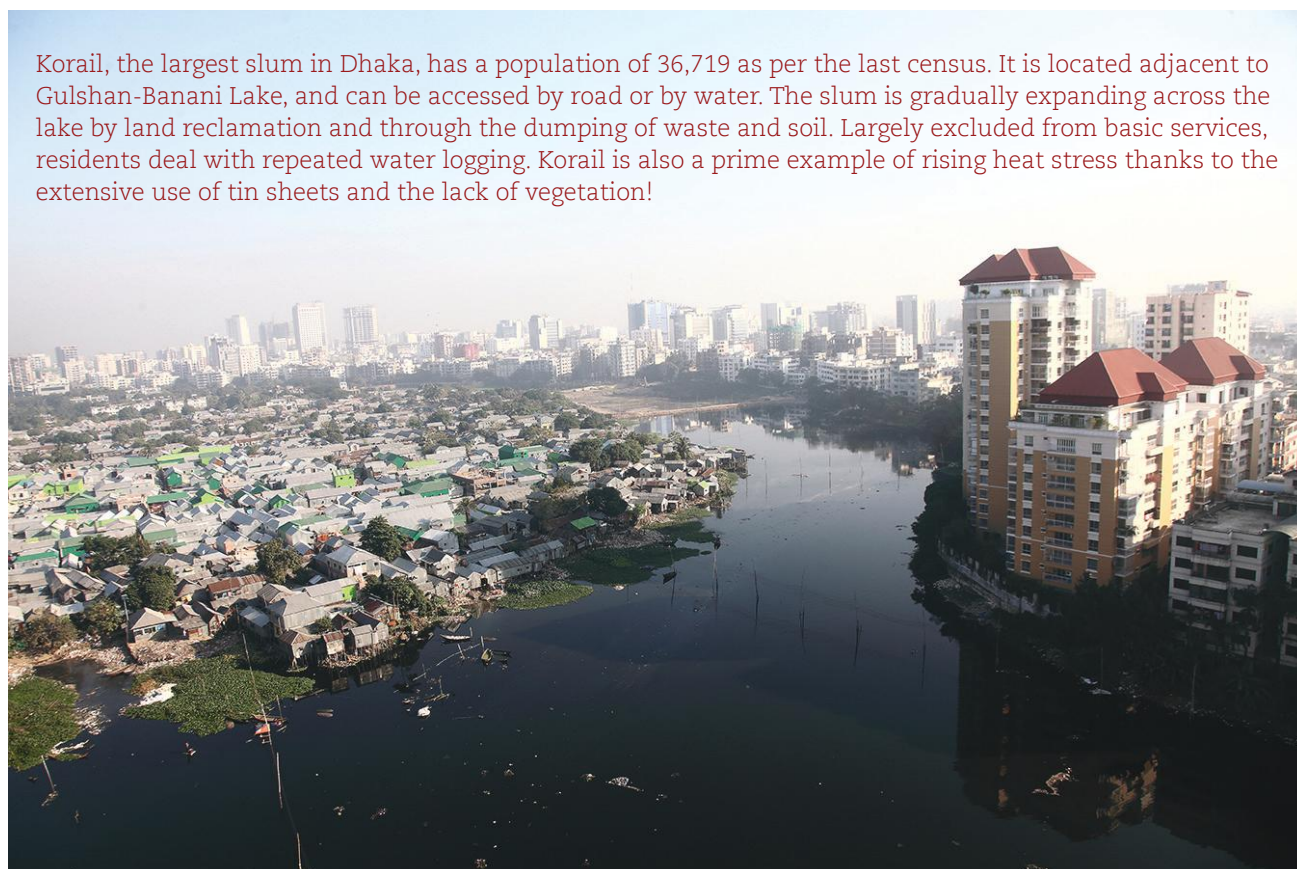 Korail, the largest slum in Dhaka, has a population of 36,719 as per the last census. It is located adjacent to
Gulshan-Banani Lake, and can be accessed by road or by water. The slum is gradually expanding across the
lake by land reclamation and through the dumping of waste and soil. Largely excluded from basic services,
residents deal with repeated water logging. Korail is also a prime example of rising heat stress thanks to the
extensive use of tin sheets and the lack of vegetation!